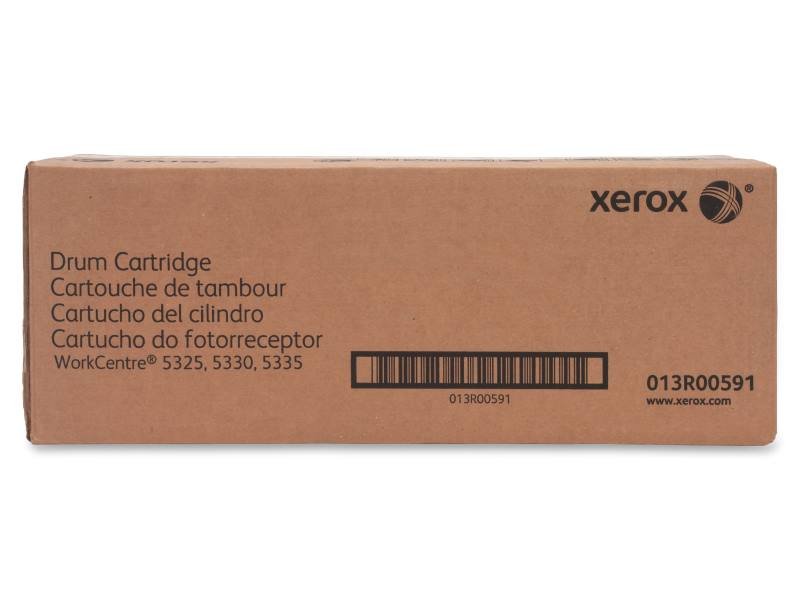 xerox ®
Drum Cartridge
Cartouche de tambour
Cartucho del cilindro
Cartucho do fotorreceptor
WorkCentre® 5325, 5330, 5335
013R00591
013R00591
www.xerox.com